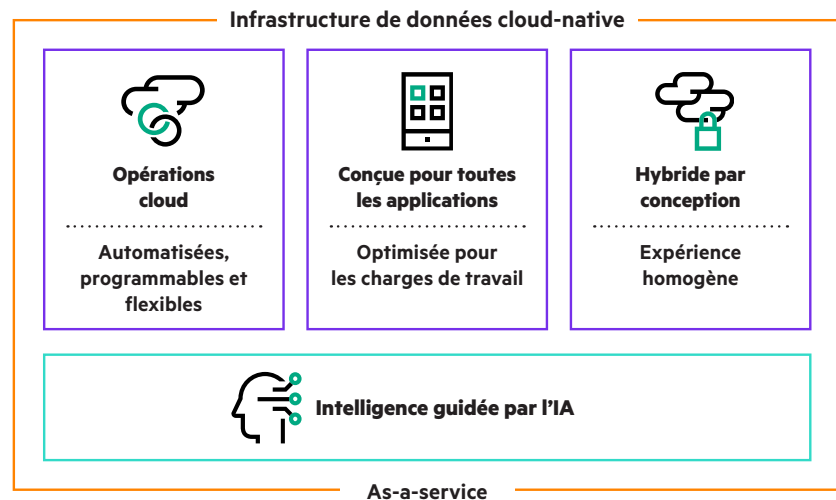 Infrastructure de données cloud-native
Opérations
cloud
Automatisées,
programmables et
flexibles
Conçue pour toutes
les applications
Optimisée pour
les charges de travail
Hybride par
conception
Expérience
homogène
Intelligence guidée par l’IA
As-a-service